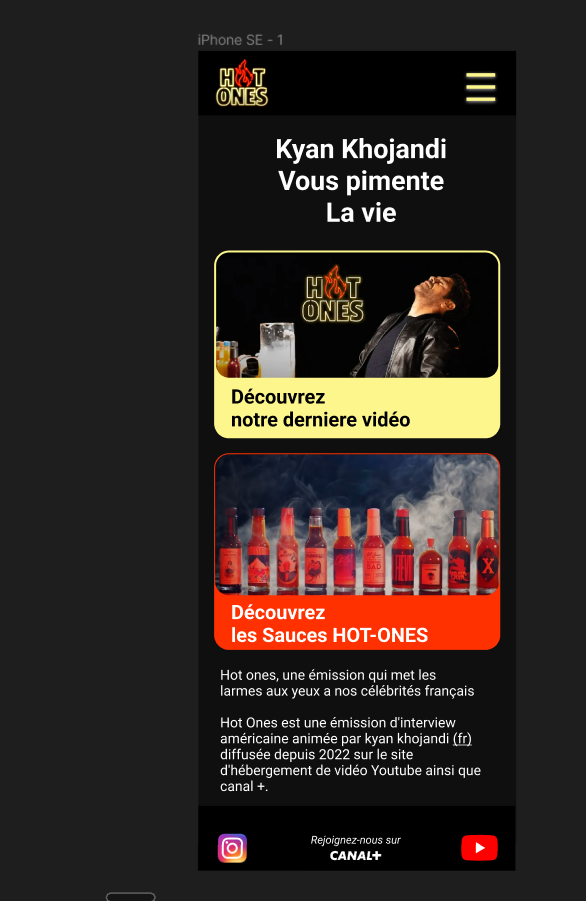 iPhone SE - 1
HOT
ONES
Kyan Khojandi
Vous pimente
La vie
HOT
ONES
Découvrez
notre derniere vidéo
X
Découvrez
les Sauces HOT-ONES
Hot ones, une émission qui met les
larmes aux yeux a nos célébrités français
Hot Ones est une émission d'interview
américaine animée par kyan khojandi (fr)
diffusée depuis 2022 sur le site
d'hébergement de vidéo Youtube ainsi que
canal +.
Rejoignez-nous sur
CANAL+